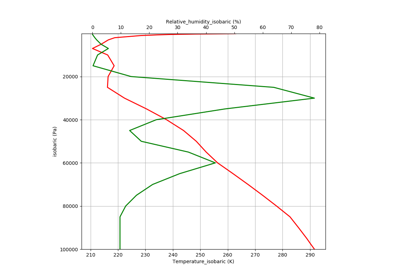 Relative_humidity_isobaric (%)
0 10 20 30 40 50 60 70 80
20000
40000
60000
80000
100000
Isobaric (Pa)
210 220 230 240 250 260 270 280 290
Temperature_isobaric (K)